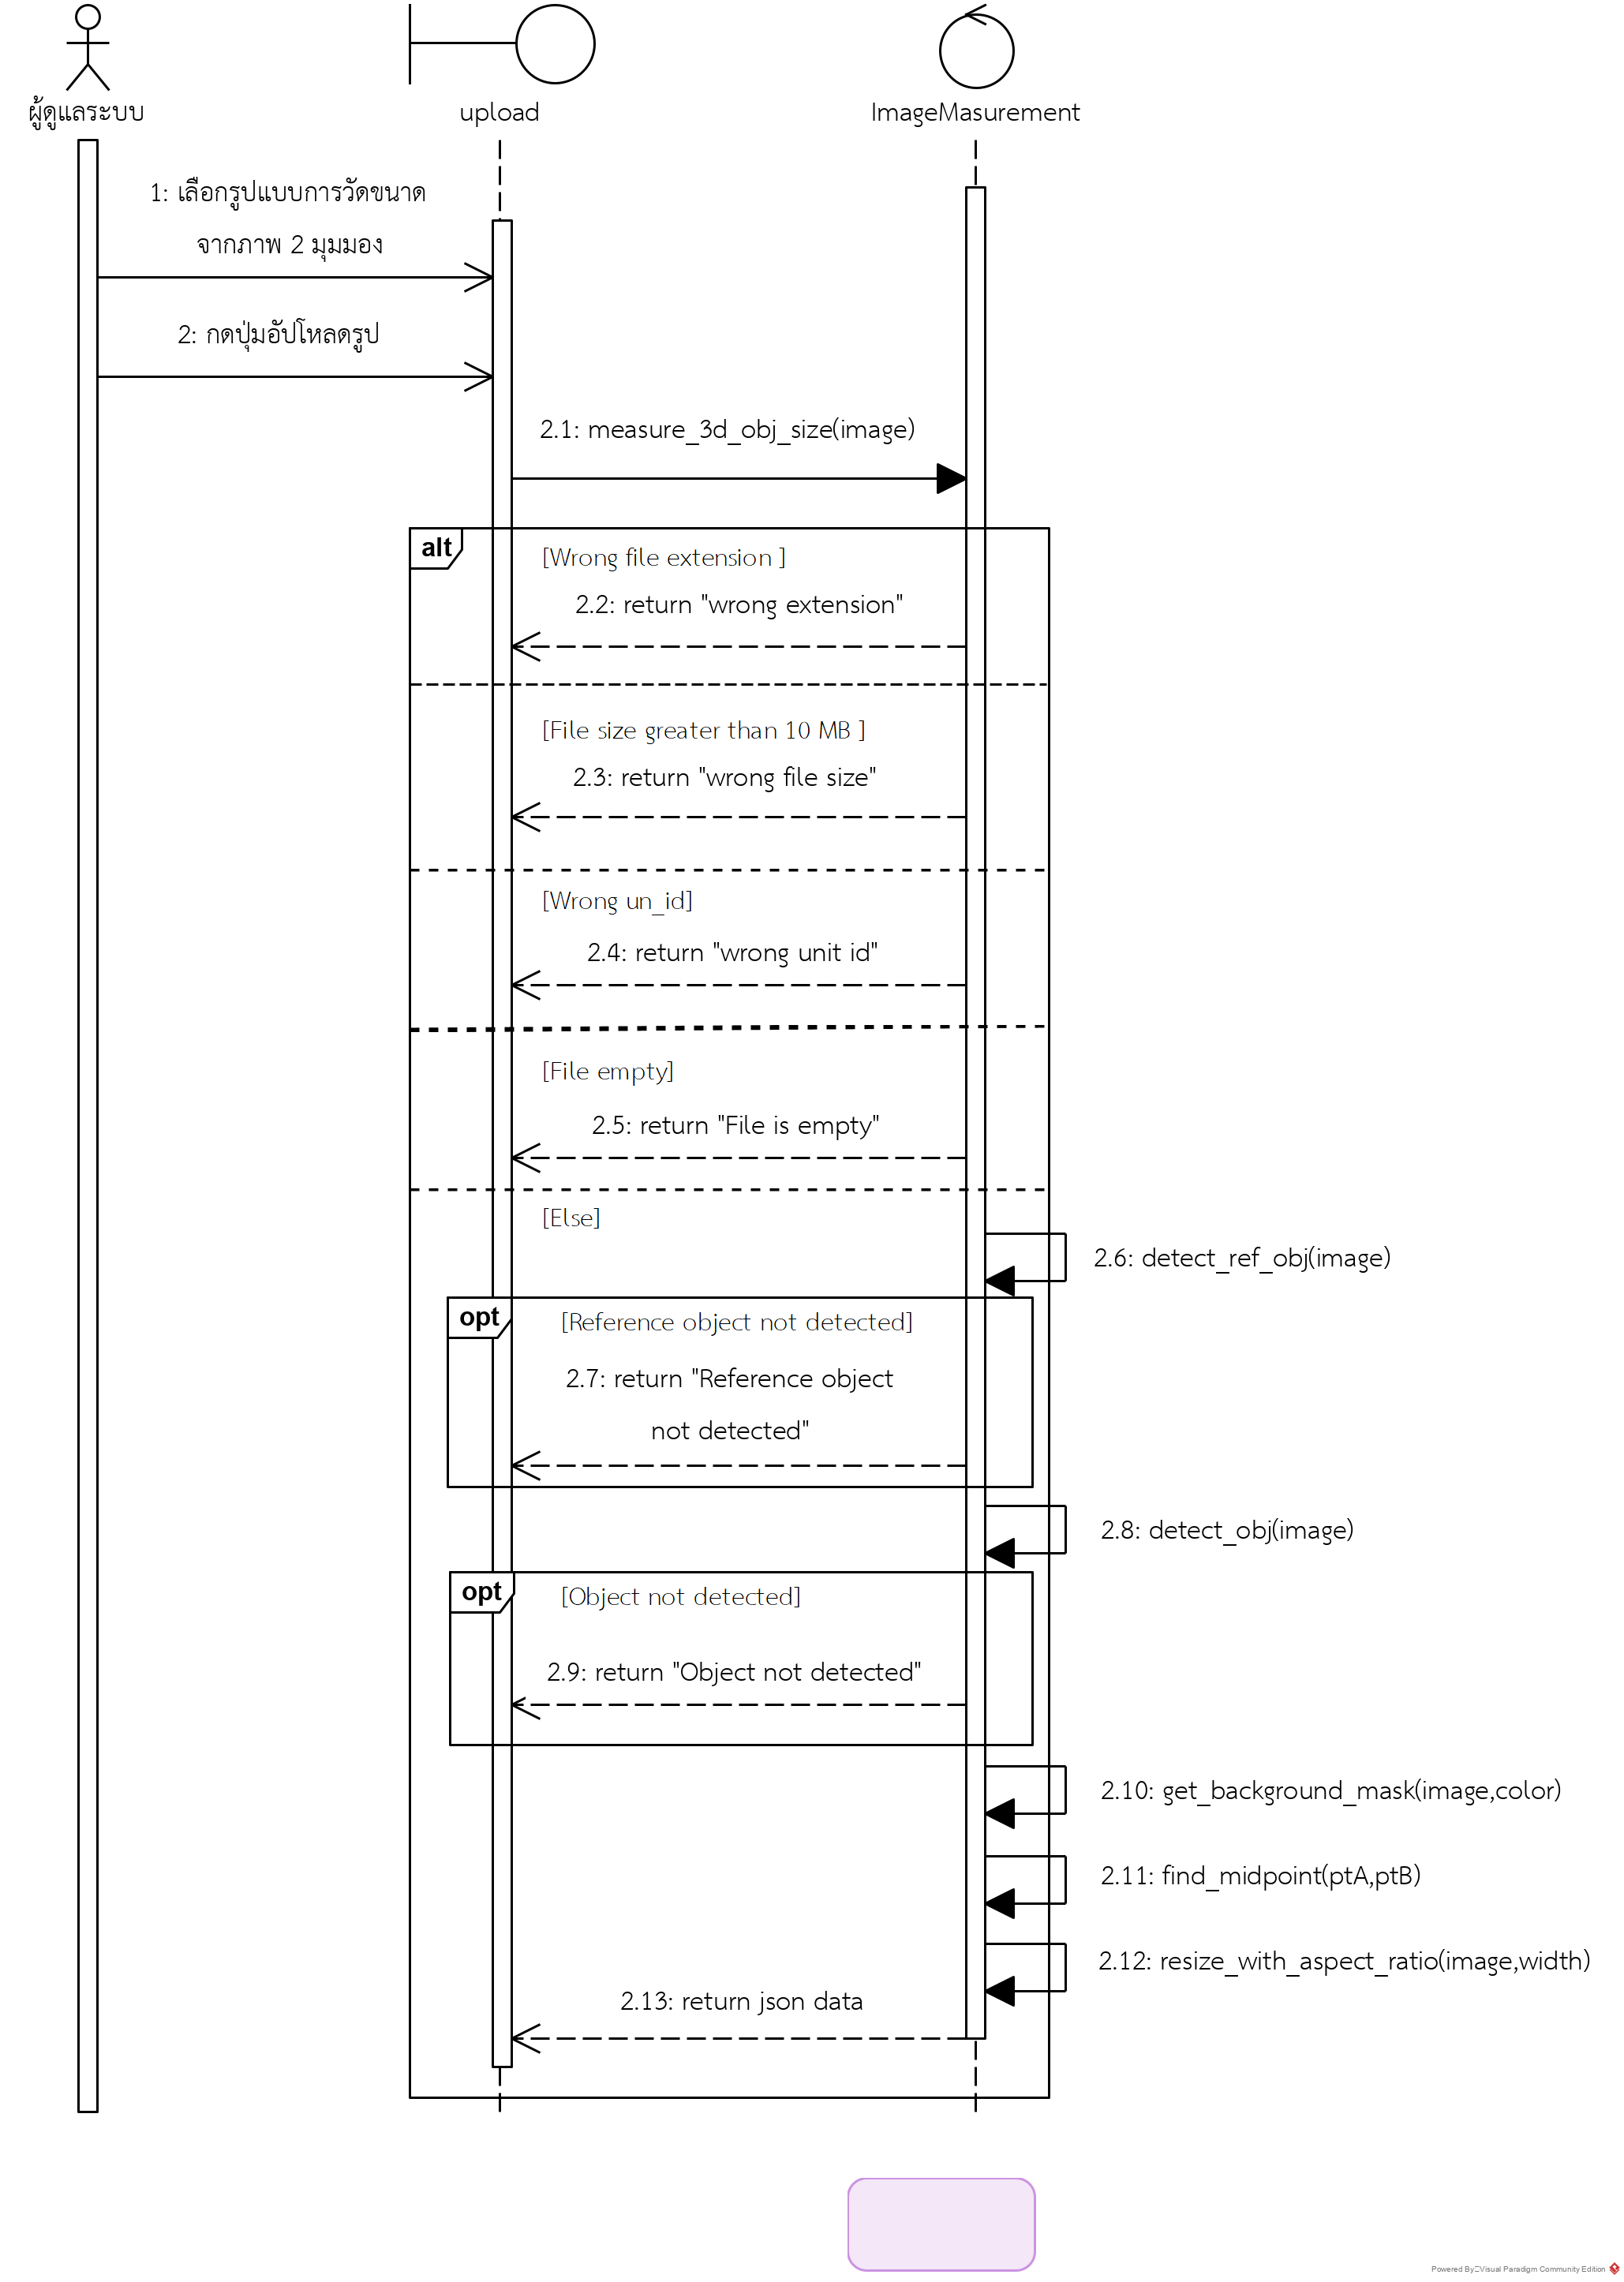 ผู้ดูแลระบบ
upload
ImageMasurement
1: เลือกรูปแบบการวัดขนาด
จากภาพ 2 มุมมอง
2: กดปุ่มอัปโหลดรูป
2.1: measure_3d_obj_size(image)
alt
[Wrong file extension ]
2.2: return "wrong extension"
[File size greater than 10 MB ]
2.3: return "wrong file size"
[Wrong un_id]
2.4: return "wrong unit id"
[File empty]
2.5: return "File is empty"
[Else]
2.6: detect_ref_obj(image)
opt
[Reference object not detected]
2.7: return "Reference object
not detected"
2.8: detect_obj(image)
opt
[Object not detected]
2.9: return "Object not detected"
2.10: get_background_mask(image,color)
2.11: find_midpoint(ptA,ptB)
2.12: resize_with_aspect_ratio(image,width)
2.13: return json data
Powered By Visual Paradigm Community Edition